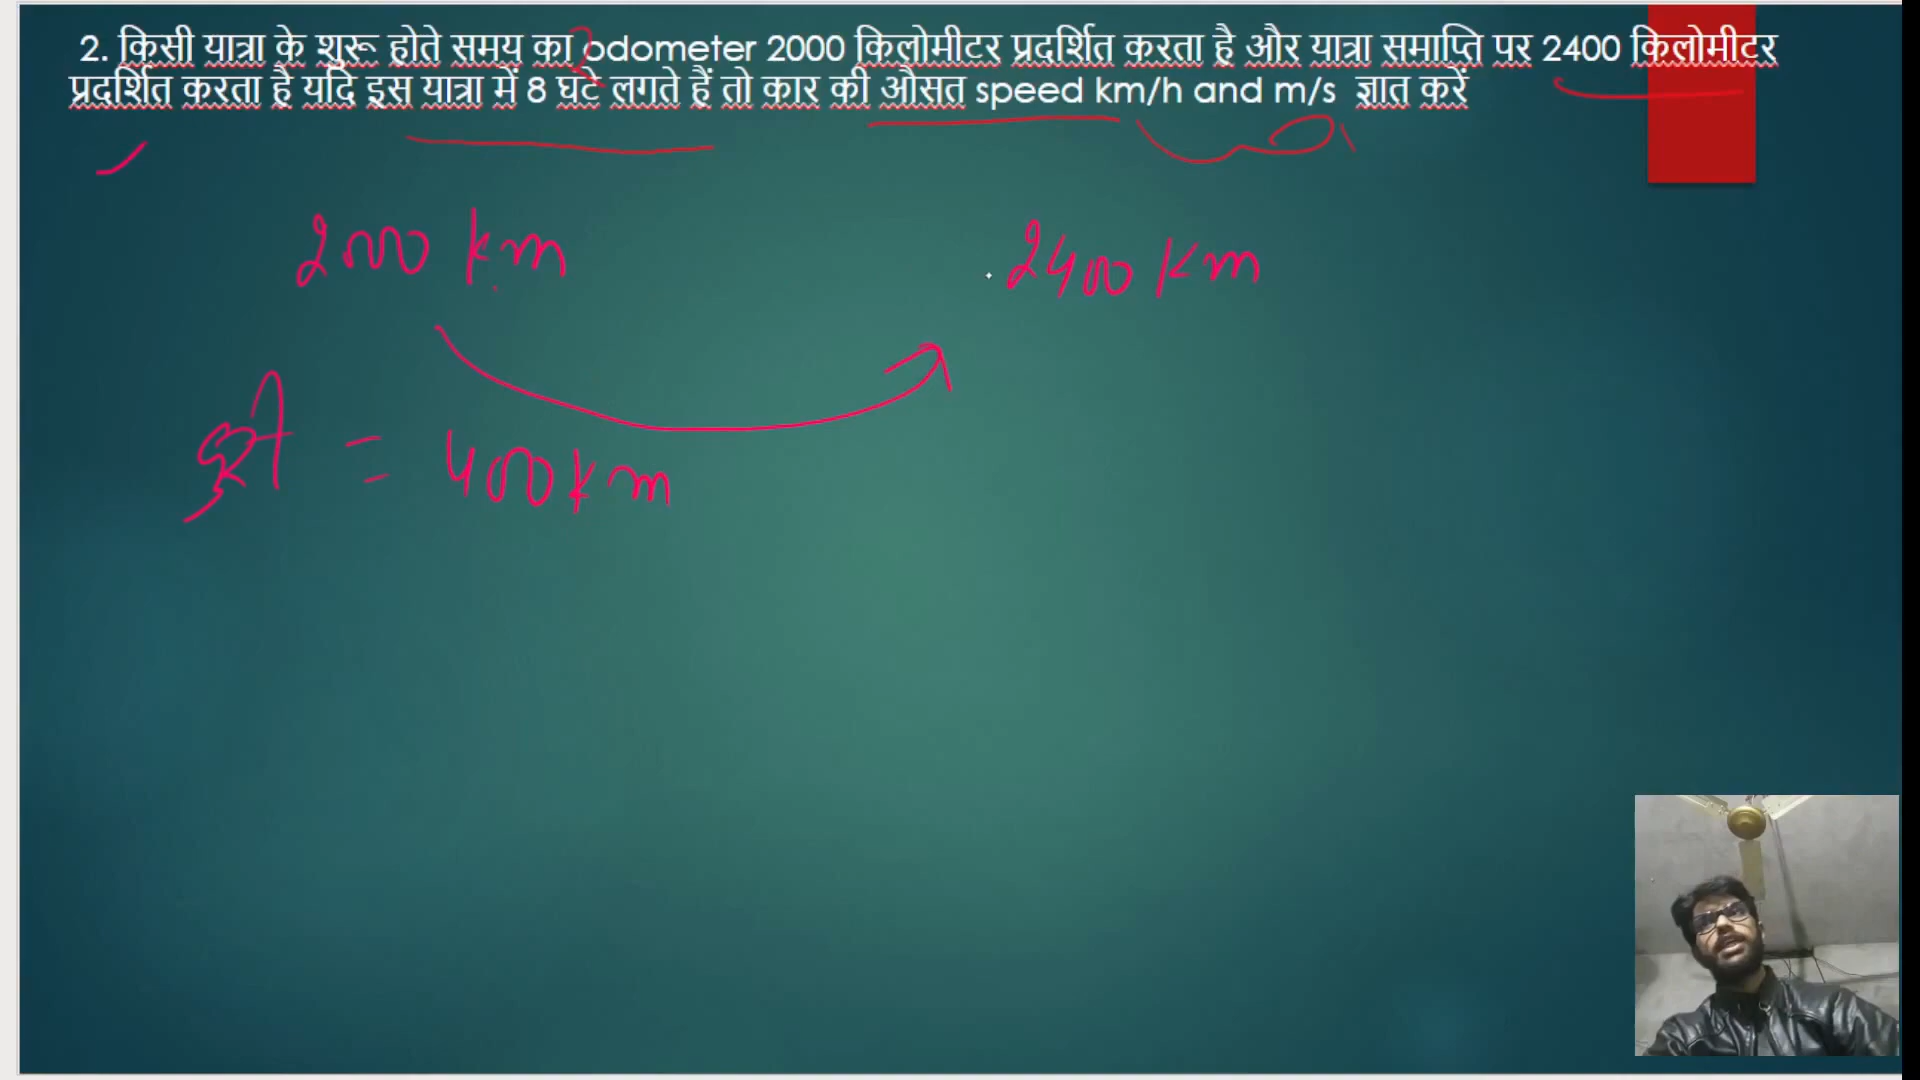 2. किसी यात्रा के शुरू होते समय का odometer 2000 किलोमीटर प्रदर्शित करता है और यात्रा समाप्ति पर 2400 किलोमीटर
प्रदर्शित करता है यदि इस यात्रा में 8 घंटे लगते हैं तो कार की औसत speed km/h and m/s ज्ञात करें
2000 km 2400 km
= 400 km